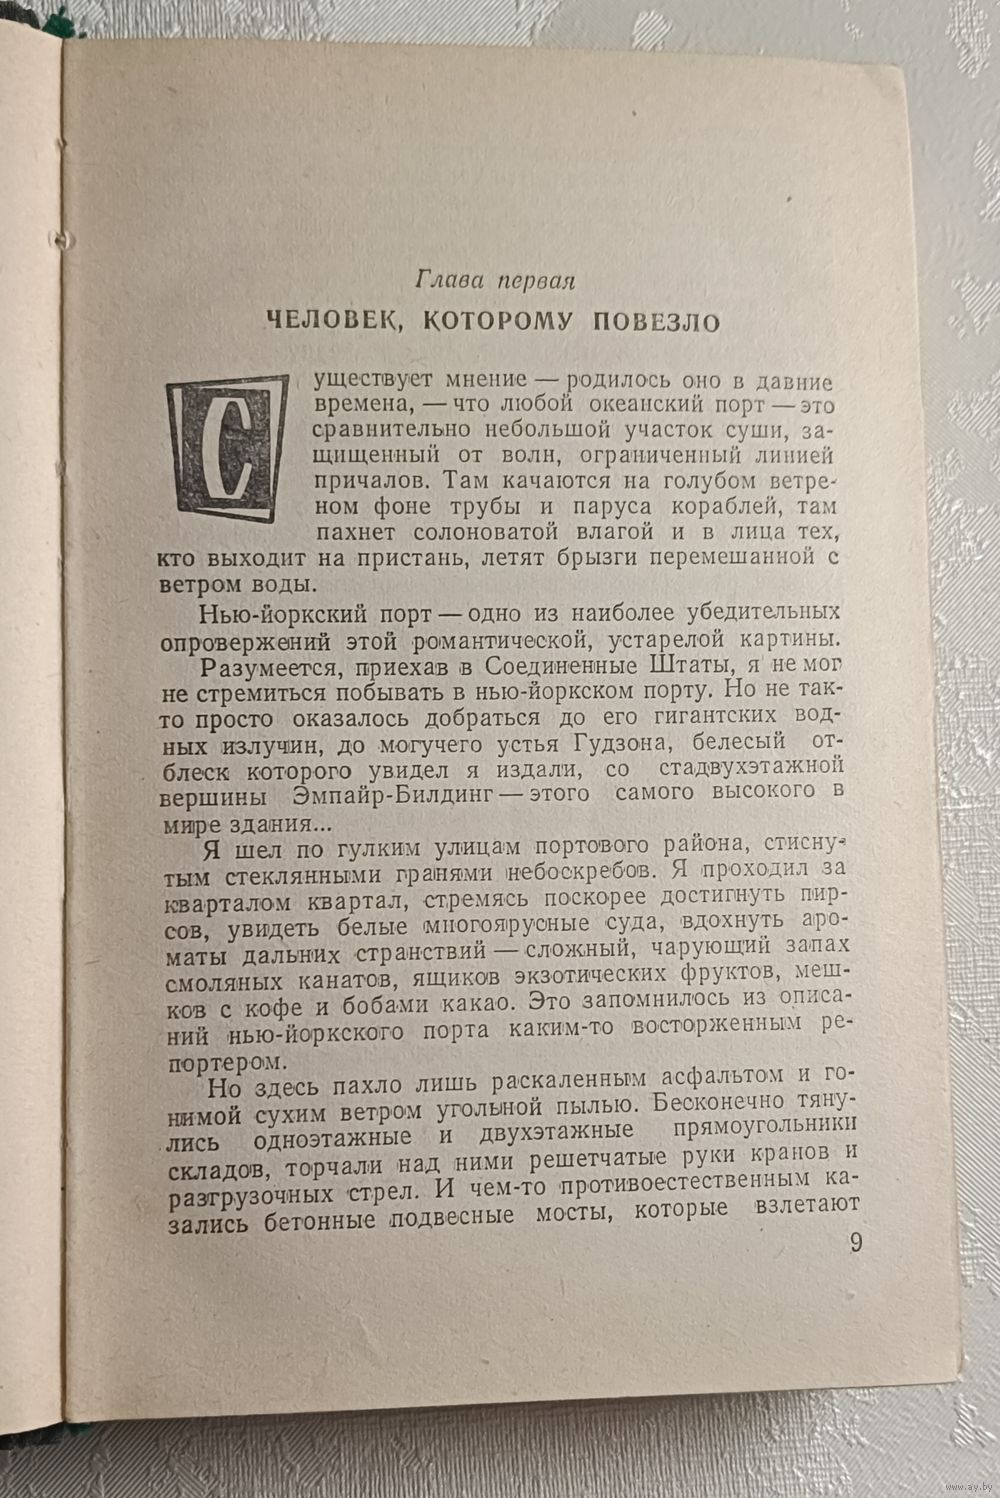 Глава первая
ЧЕЛОВЕК, КОТОРОМУ ПОВЕЗЛО
Существует мнение — родилось оно в давние
времена, — что любой океанский порт — это
сравнительно небольшой участок суши, за-
щищенный от волн, ограниченный линией
причалов. Там качаются на голубом ветре-
ном фоне трубы и паруса кораблей, там
пахнет солоноватой влагой и в лица тех,
кто выходит на пристань, летят брызги перемешанной с
ветром воды.
Нью-йоркский порт — одно из наиболее убедительных
опровержений этой романтической, устарелой картины.
Разумеется, приехав в Соединенные Штаты, я не мог
не стремиться побывать в нью-йоркском порту. Но не так-
то просто оказалось добраться до его гигантских вод-
ных излучин, до могучего устья Гудзона, белесый от-
блеск которого увидел я издали, со стадвухэтажной
вершины Эмпайр-Билдинг — этого самого высокого в
мире здания...
Я шел по гулким улицам портового района, стисну-
тым стеклянными гранями небоскребов. Я проходил за
кварталом квартал, стремясь поскорее достигнуть пир-
сов, увидеть белые многоярусные суда, вдохнуть аро-
маты дальних странствий — сложный, чарующий запах
смоляных канатов, ящиков экзотических фруктов, меш-
ков с кофе и бобами какао. Это запомнилось из описа-
ний нью-йоркского порта каким-то восторженным ре-
портером.
Но здесь пахло лишь раскаленным асфальтом и го-
нимой сухим ветром угольной пылью. Бесконечно тяну-
лись одноэтажные и двухэтажные прямоугольники
складов, торчали над ними решетчатые руки кранов и
разгрузочных стрел. И чем-то противоестественным ка-
зались бетонные подвесные мосты, которые взлетают
9
www.ay.by